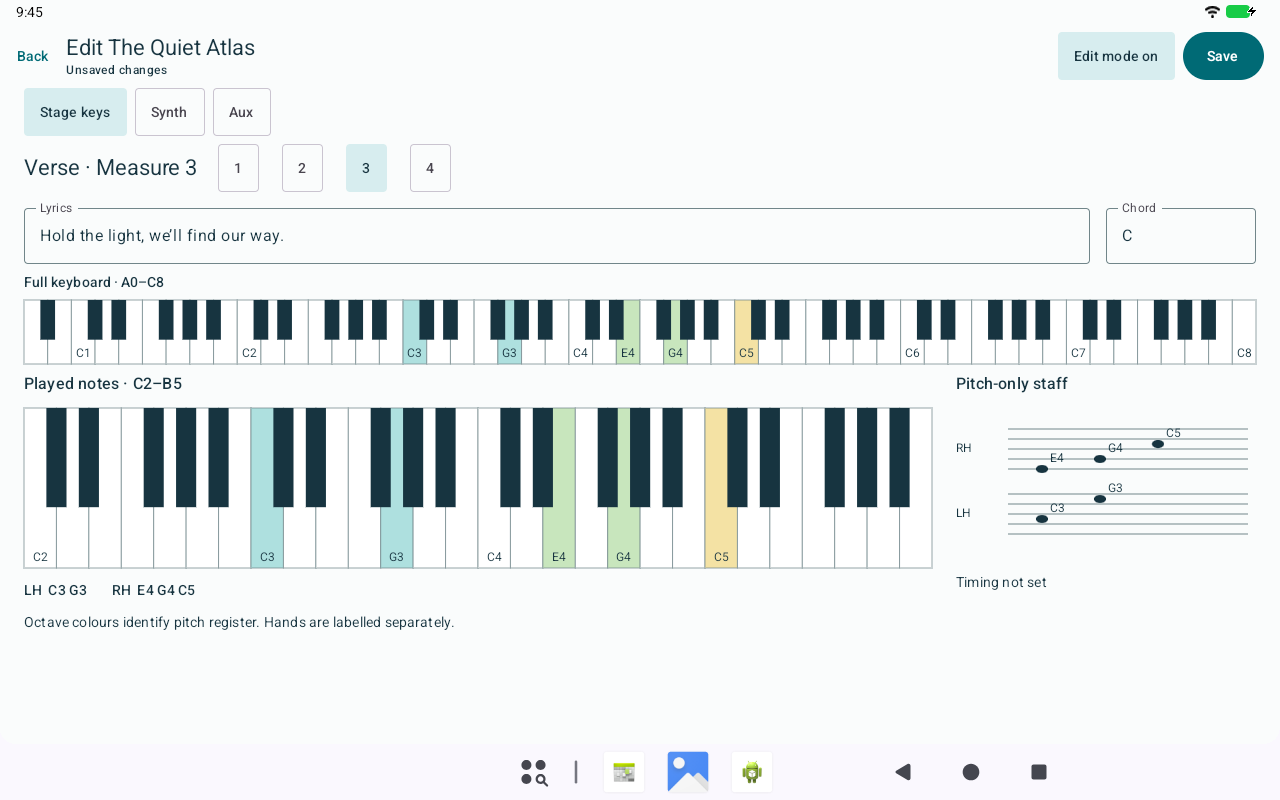 9:45
Back
Edit The Quiet Atlas
Unsaved changes
Edit mode on
Save
Stage keys
Synth
Aux
Verse · Measure 3
1
2
3
4
Lyrics
Hold the light, we’ll find our way.
Chord
C
Full keyboard · A0–C8
C1
C2
C3
G3
C4
E4
G4
C5
C6
C7
C8
Played notes · C2–B5
C2
C3
G3
C4
E4
G4
C5
LH C3 G3 RH E4 G4 C5
Octave colours identify pitch register. Hands are labelled separately.
Pitch-only staff
RH
E4
G4
C5
LH
C3
G3
Timing not set